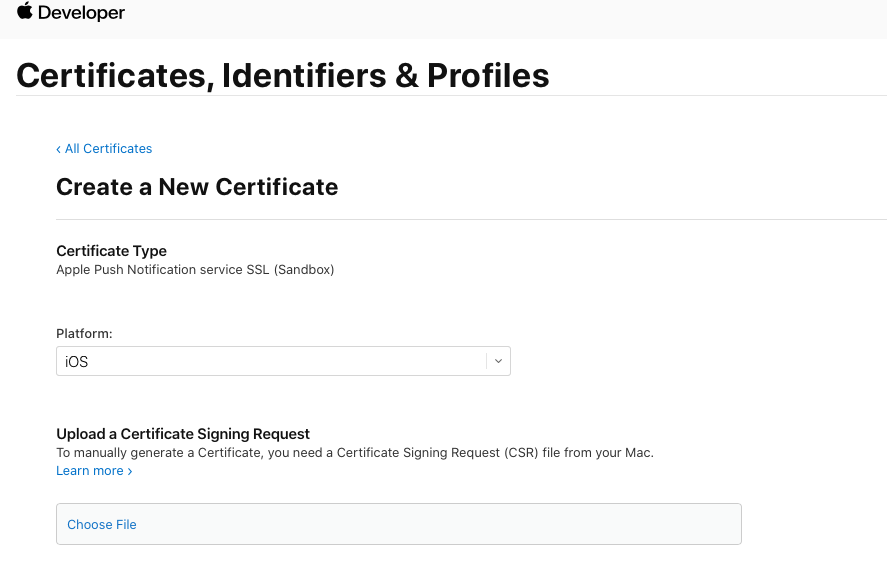 Developer
Certificates, Identifiers & Profiles
‹ All Certificates
Create a New Certificate
Certificate Type
Apple Push Notification service SSL (Sandbox)
Platform:
iOS
Upload a Certificate Signing Request
To manually generate a Certificate, you need a Certificate Signing Request (CSR) file from your Mac.
Learn more ›
Choose File